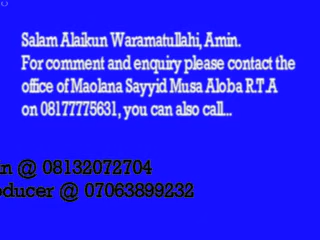 Salam Alaikun Waramatullahi, Amin.
For comment and enquiry please contact the
office of Maolana Sayyid Musa Aloba R.T.A
on 08177775631, you can also call...
n @ 08132072704
oducer @ 07063899232